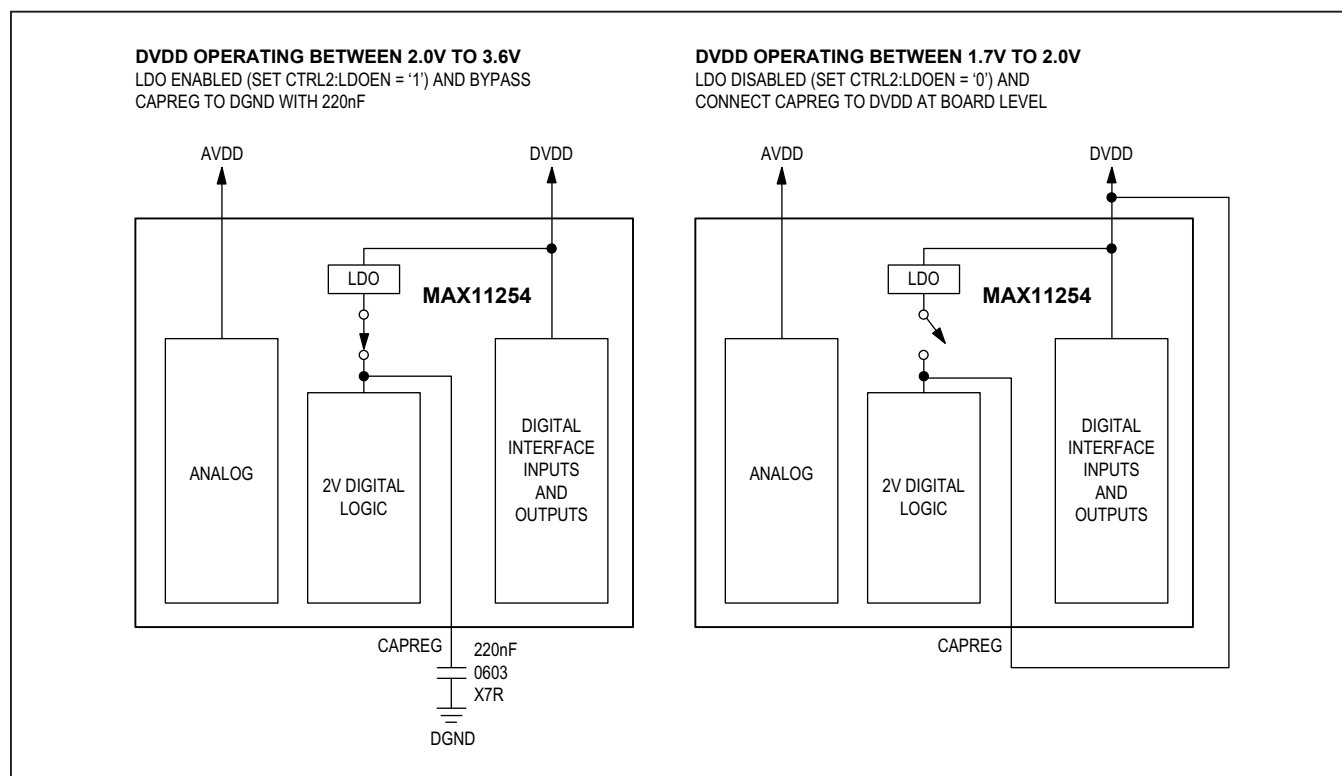 DVDD OPERATING BETWEEN 2.0V TO 3.6V
LDO ENABLED (SET CTRL2:LDOEN = ‘1’) AND BYPASS
CAPREG TO DGND WITH 220nF
AVDD
DVDD
LDO
MAX11254
ANALOG
2V DIGITAL
LOGIC
DIGITAL
INTERFACE
INPUTS
AND
OUTPUTS
CAPREG
220nF
0603
X7R
DGND
DVDD OPERATING BETWEEN 1.7V TO 2.0V
LDO DISABLED (SET CTRL2:LDOEN = ‘0’) AND
CONNECT CAPREG TO DVDD AT BOARD LEVEL
AVDD
DVDD
LDO
MAX11254
ANALOG
2V DIGITAL
LOGIC
DIGITAL
INTERFACE
INPUTS
AND
OUTPUTS
CAPREG